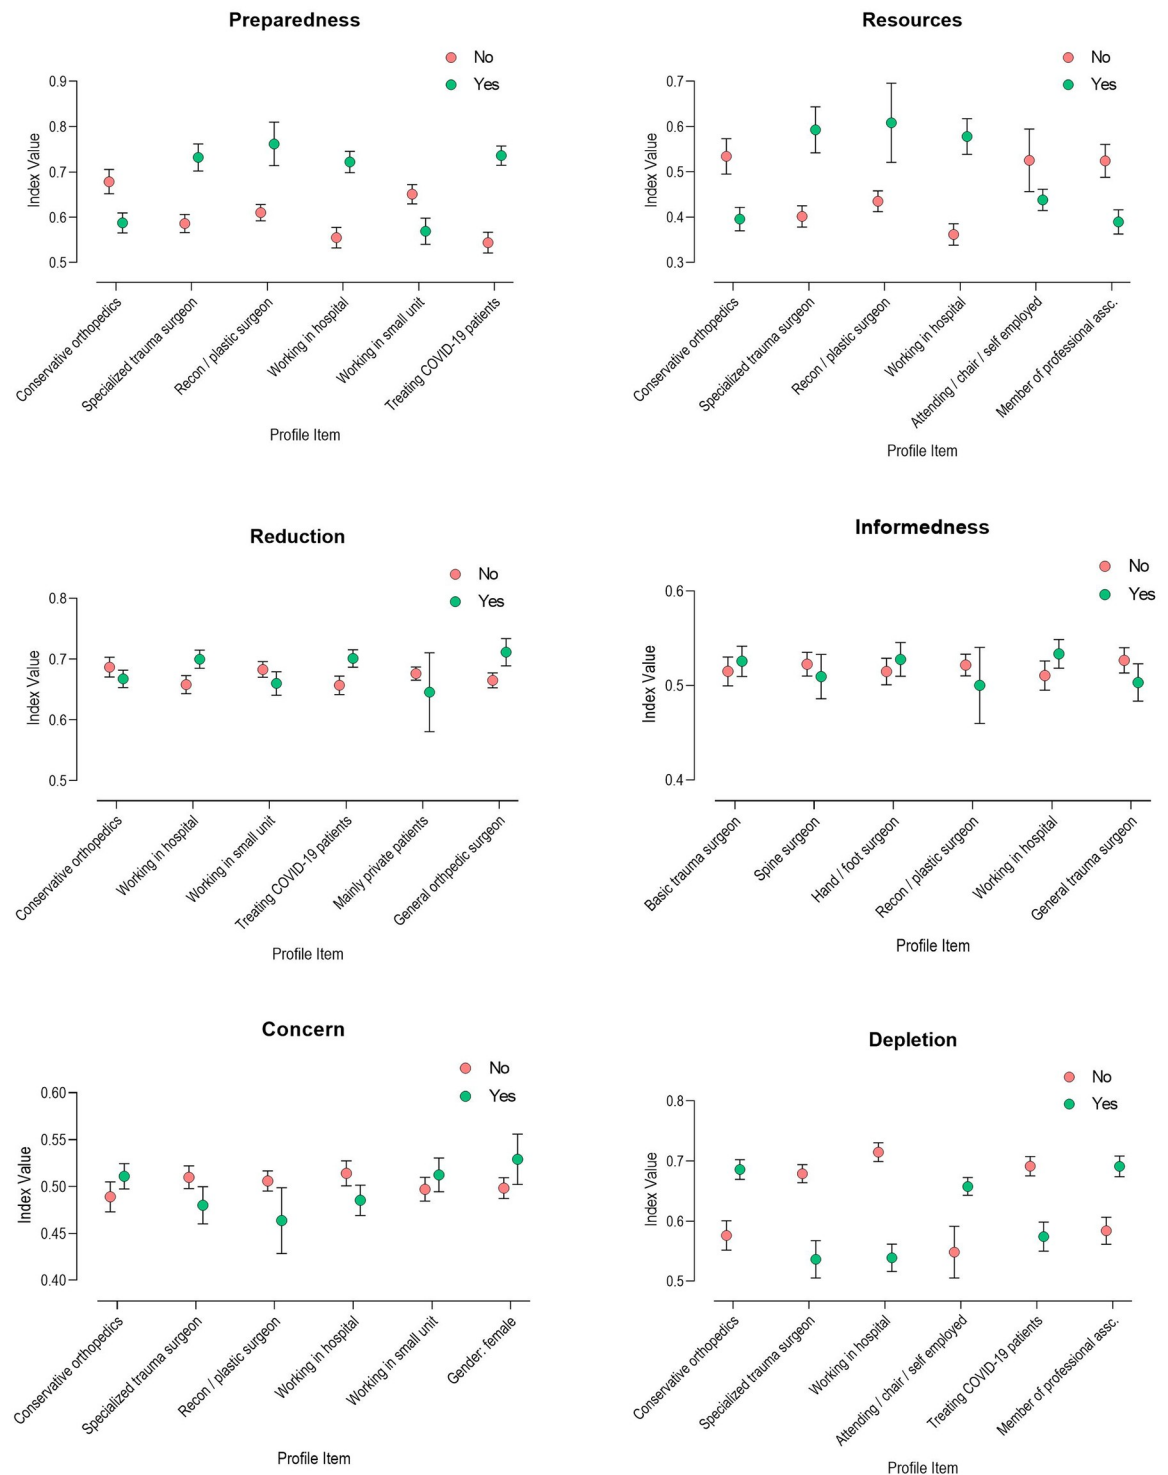 Preparedness
No
Yes
0.9
0.8
0.7
0.6
0.5
Index Value
Conservative orthopedics
Specialized trauma surgeon
Recon / plastic surgeon
Working in hospital
Working in small unit
Treating COVID-19 patients
Profile Item
Resources
No
Yes
0.7
0.6
0.5
0.4
0.3
Index Value
Conservative orthopedics
Specialized trauma surgeon
Recon / plastic surgeon
Working in hospital
Attending / chair / self employed
Member of professional assc.
Profile Item
Reduction
No
Yes
0.8
0.7
0.6
0.5
Index Value
Conservative orthopedics
Working in hospital
Working in small unit
Treating COVID-19 patients
Mainly private patients
General orthpedic surgeon
Profile Item
Informedness
No
Yes
0.6
0.5
0.4
Index Value
Basic trauma surgeon
Spine surgeon
Hand / foot surgeon
Recon / plastic surgeon
Working in hospital
General trauma surgeon
Profile Item
Concern
No
Yes
0.60
0.55
0.50
0.45
0.40
Index Value
Conservative orthopedics
Specialized trauma surgeon
Recon / plastic surgeon
Working in hospital
Working in small unit
Gender: female
Profile Item
Depletion
No
Yes
0.8
0.7
0.6
0.5
Index Value
Conservative orthopedics
Specialized trauma surgeon
Working in hospital
Attending / chair / self employed
Treating COVID-19 patients
Member of professional assc.
Profile Item